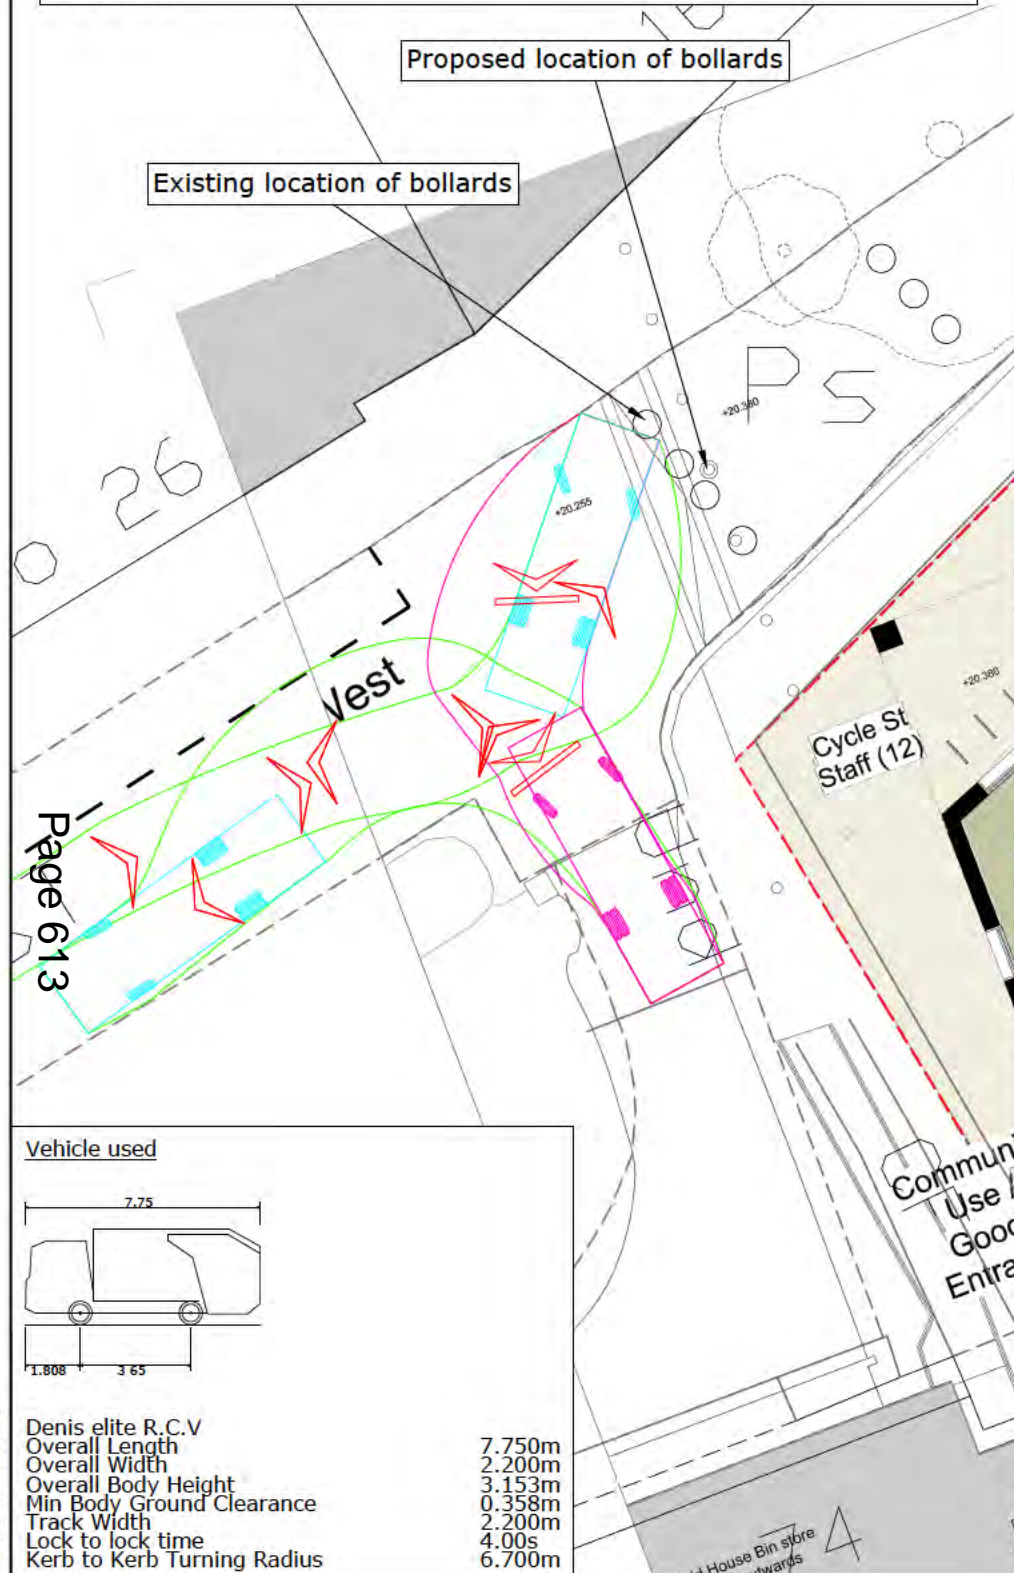 Proposed location of bollards
Existing location of bollards
PS
+20.380
26
+20.255
West
+20.380
Cycle St
Staff (12)
Page 613
Vehicle used
7.75
1.808
3 65
Commun
Use
Good
Entra
Denis elite R.C.V
Overall Length 7.750m
Overall Width 2.200m
Overall Body Height 3.153m
Min Body Ground Clearance 0.358m
Track Width 2.200m
Lock to lock time 4.00s
Kerb to Kerb Turning Radius 6.700m
74
House Bin store